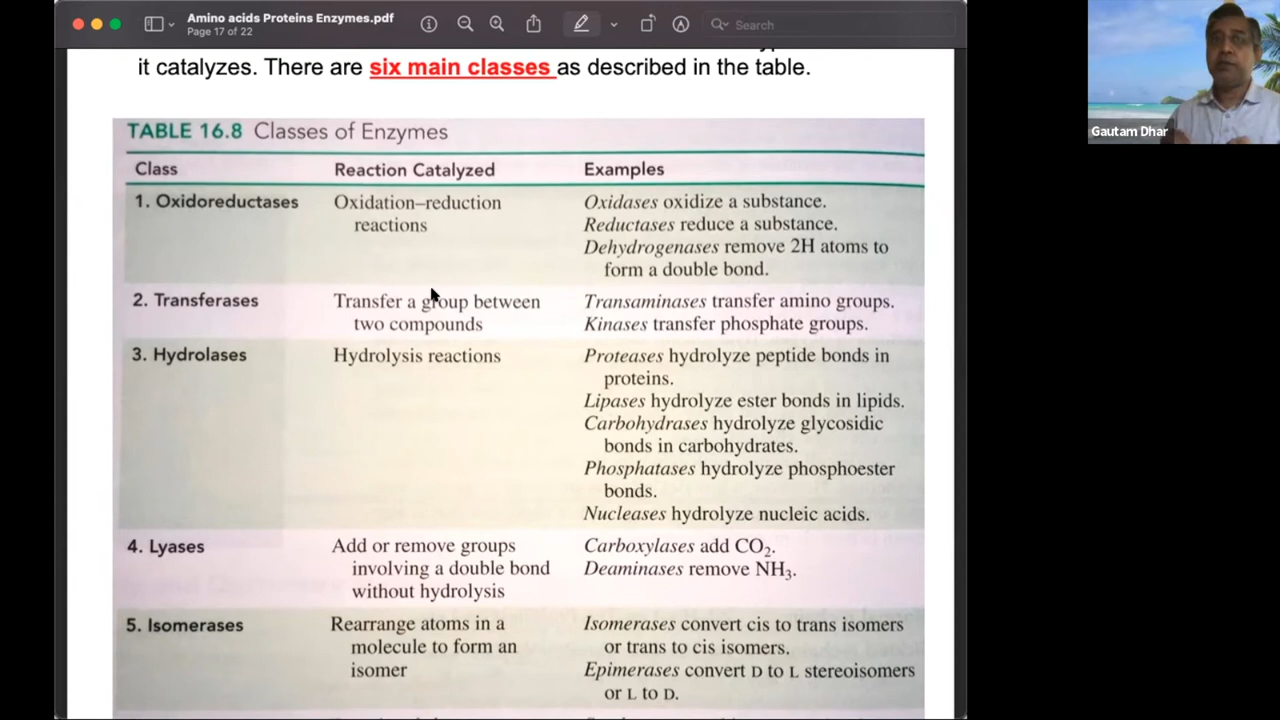 Amino acids Proteins Enzymes.pdf
Page 17 of 22
Search
it catalyzes. There are six main classes as described in the table.
TABLE 16.8 Classes of Enzymes
Class Reaction Catalyzed Examples
1. Oxidoreductases Oxidation–reduction Oxidases oxidize a substance.
reactions Reductases reduce a substance.
Dehydrogenases remove 2H atoms to
form a double bond.
2. Transferases Transfer a group between Transaminases transfer amino groups.
two compounds Kinases transfer phosphate groups.
3. Hydrolases Hydrolysis reactions Proteases hydrolyze peptide bonds in
proteins.
Lipases hydrolyze ester bonds in lipids.
Carbohydrases hydrolyze glycosidic
bonds in carbohydrates.
Phosphatases hydrolyze phosphoester
bonds.
Nucleases hydrolyze nucleic acids.
4. Lyases Add or remove groups Carboxylases add CO₂.
involving a double bond Deaminases remove NH₃.
without hydrolysis
5. Isomerases Rearrange atoms in a Isomerases convert cis to trans isomers
molecule to form an or trans to cis isomers.
isomer Epimerases convert D to L stereoisomers
or L to D.
Gautam Dhar